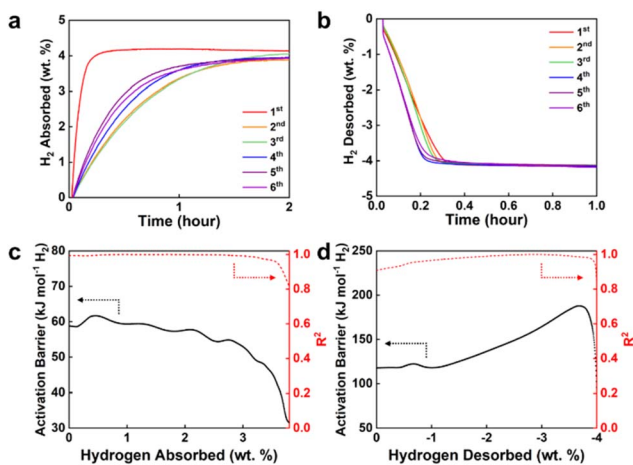 a
H2 Absorbed (wt. %)
5
4
3
2
1
0
0
1
2
Time (hour)
1st
2nd
3rd
4th
5th
6th
b
H2 Desorbed (wt. %)
0
-1
-2
-3
-4
-5
0.0
0.2
0.4
0.6
0.8
1.0
Time (hour)
1st
2nd
3rd
4th
5th
6th
c
Activation Barrier (kJ mol-1 H2)
80
70
60
50
40
30
0
1
2
3
Hydrogen Absorbed (wt. %)
1.0
0.8
0.6
0.4
0.2
0.0
R2
d
Activation Barrier (kJ mol-1 H2)
250
200
150
100
50
0
-1
-2
-3
-4
Hydrogen Desorbed (wt. %)
1.0
0.8
0.6
0.4
0.2
0.0
R2